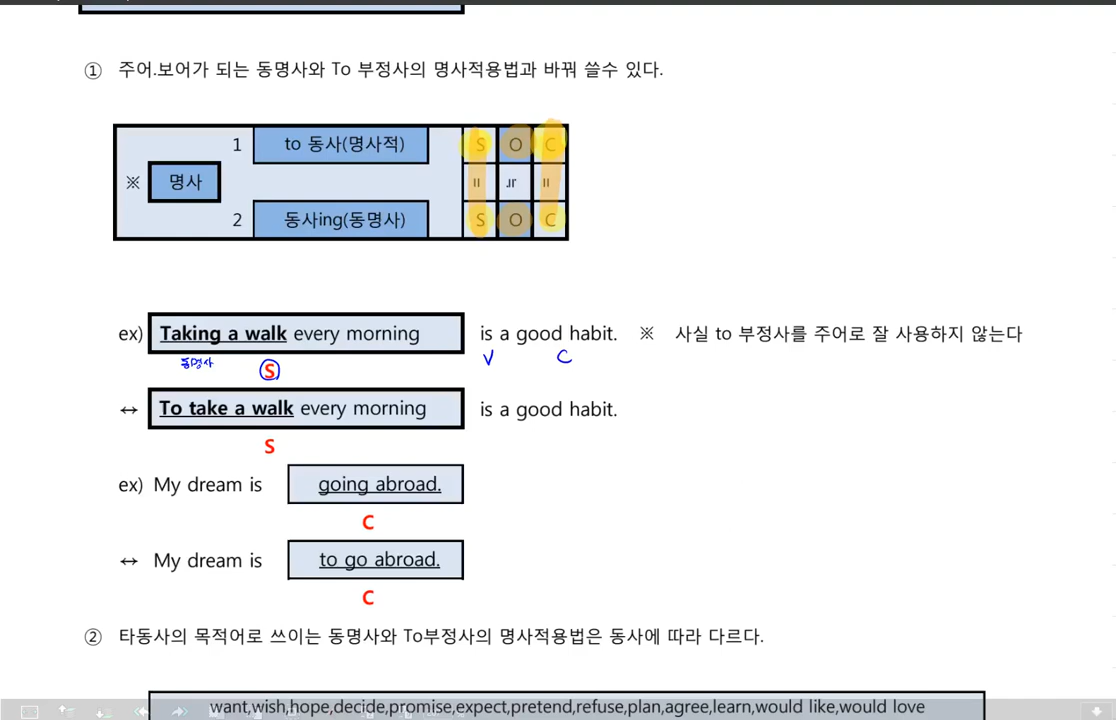 ① 주어.보어가 되는 동명사와 To 부정사의 명사적용법과 바꿔 쓸수 있다.
1 to 동사(명사적) S O C
※ 명사 = ≠ =
2 동사ing(동명사) S O C
ex) Taking a walk every morning is a good habit. ※ 사실 to 부정사를 주어로 잘 사용하지 않는다
동명사 S V C
↔ To take a walk every morning is a good habit.
S
ex) My dream is going abroad.
C
↔ My dream is to go abroad.
C
② 타동사의 목적어로 쓰이는 동명사와 To부정사의 명사적용법은 동사에 따라 다르다.
want,wish,hope,decide,promise,expect,pretend,refuse,plan,agree,learn,would like,would love